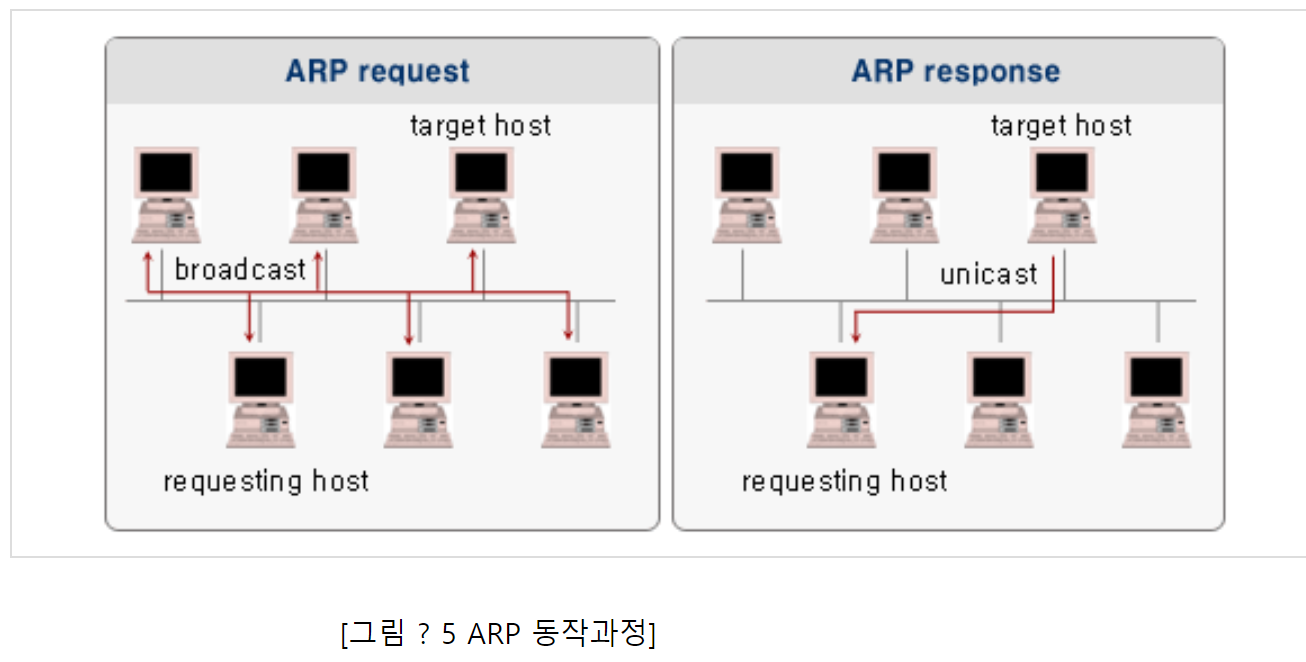 ARP request
target host
broadcast
requesting host
ARP response
target host
unicast
requesting host
[그림 ? 5 ARP 동작과정]